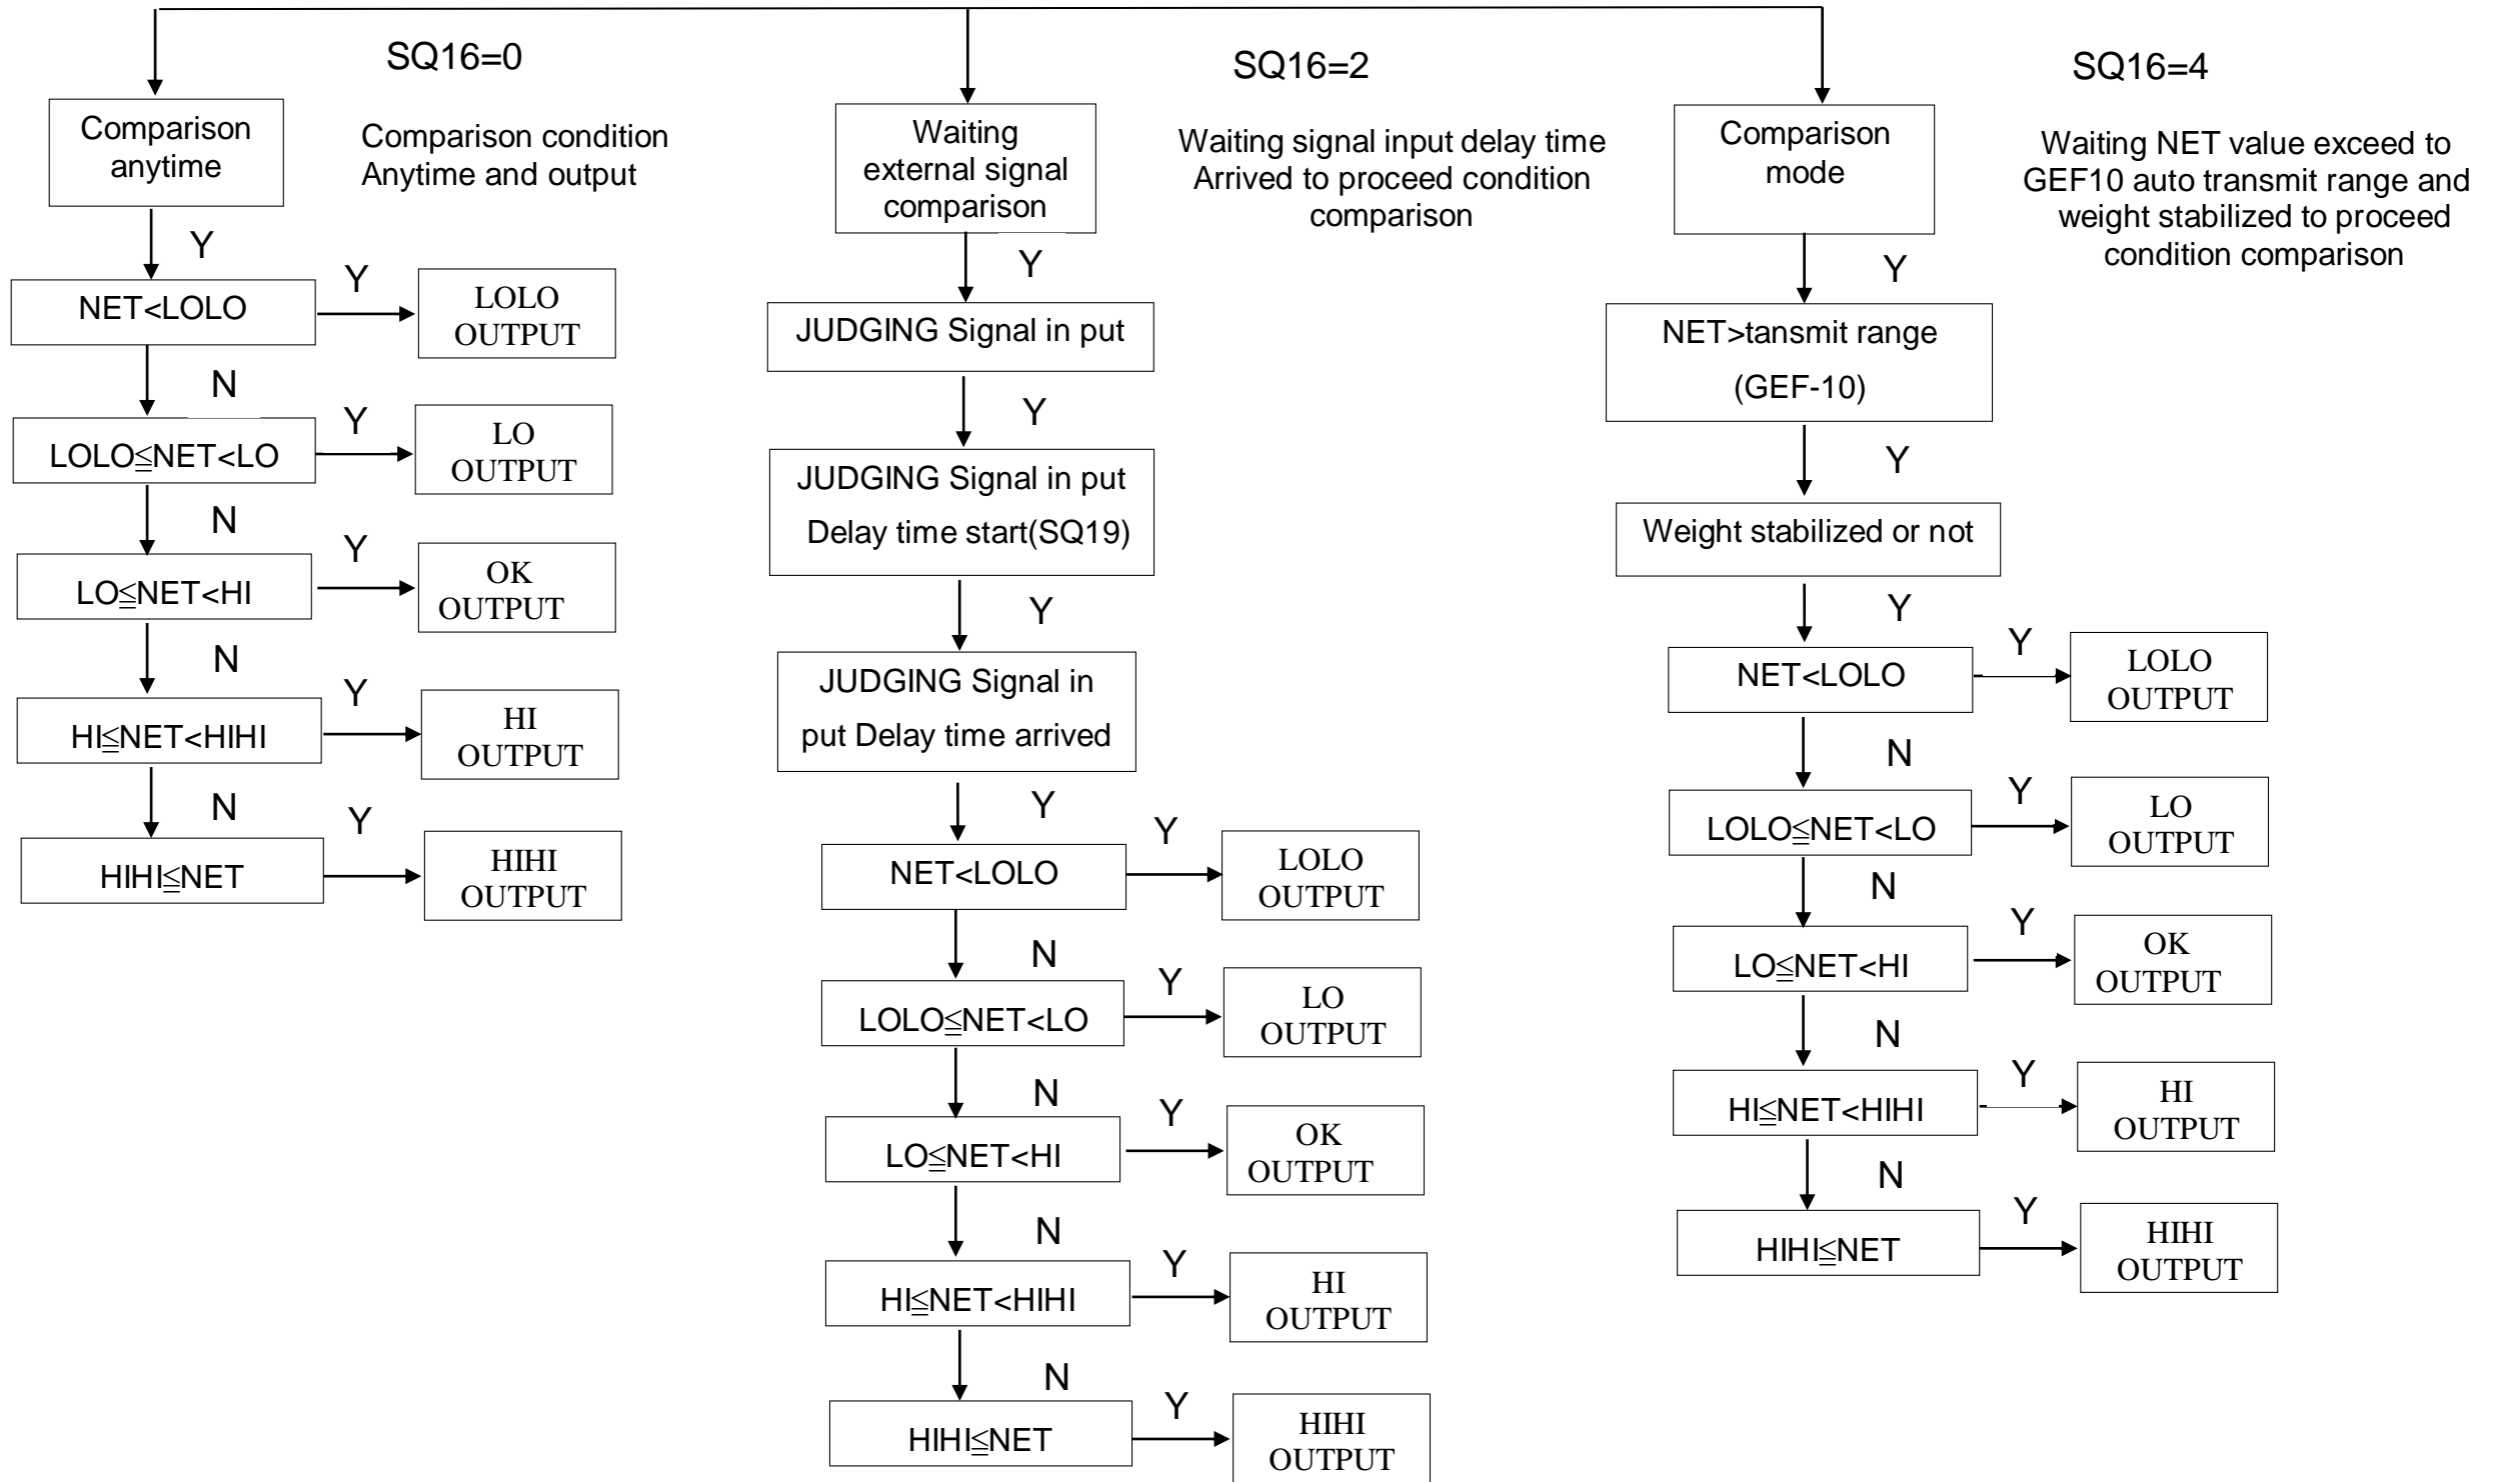 SQ16=0
Comparison
anytime
Comparison condition
Anytime and output
Y
NET<LOLO
Y
LOLO
OUTPUT
N
LOLO≦NET<LO
Y
LO
OUTPUT
N
LO≦NET<HI
Y
OK
OUTPUT
N
HI≦NET<HIHI
Y
HI
OUTPUT
N
HIHI≦NET
Y
HIHI
OUTPUT
SQ16=2
Waiting
external signal
comparison
Waiting signal input delay time
Arrived to proceed condition
comparison
Y
JUDGING Signal in put
Y
JUDGING Signal in put
Delay time start(SQ19)
Y
JUDGING Signal in
put Delay time arrived
Y
NET<LOLO
Y
LOLO
OUTPUT
N
LOLO≦NET<LO
Y
LO
OUTPUT
N
LO≦NET<HI
Y
OK
OUTPUT
N
HI≦NET<HIHI
Y
HI
OUTPUT
N
HIHI≦NET
Y
HIHI
OUTPUT
SQ16=4
Comparison
mode
Waiting NET value exceed to
GEF10 auto transmit range and
weight stabilized to proceed
condition comparison
Y
NET>tansmit range
(GEF-10)
Y
Weight stabilized or not
Y
NET<LOLO
Y
LOLO
OUTPUT
N
LOLO≦NET<LO
Y
LO
OUTPUT
N
LO≦NET<HI
Y
OK
OUTPUT
N
HI≦NET<HIHI
Y
HI
OUTPUT
N
HIHI≦NET
Y
HIHI
OUTPUT